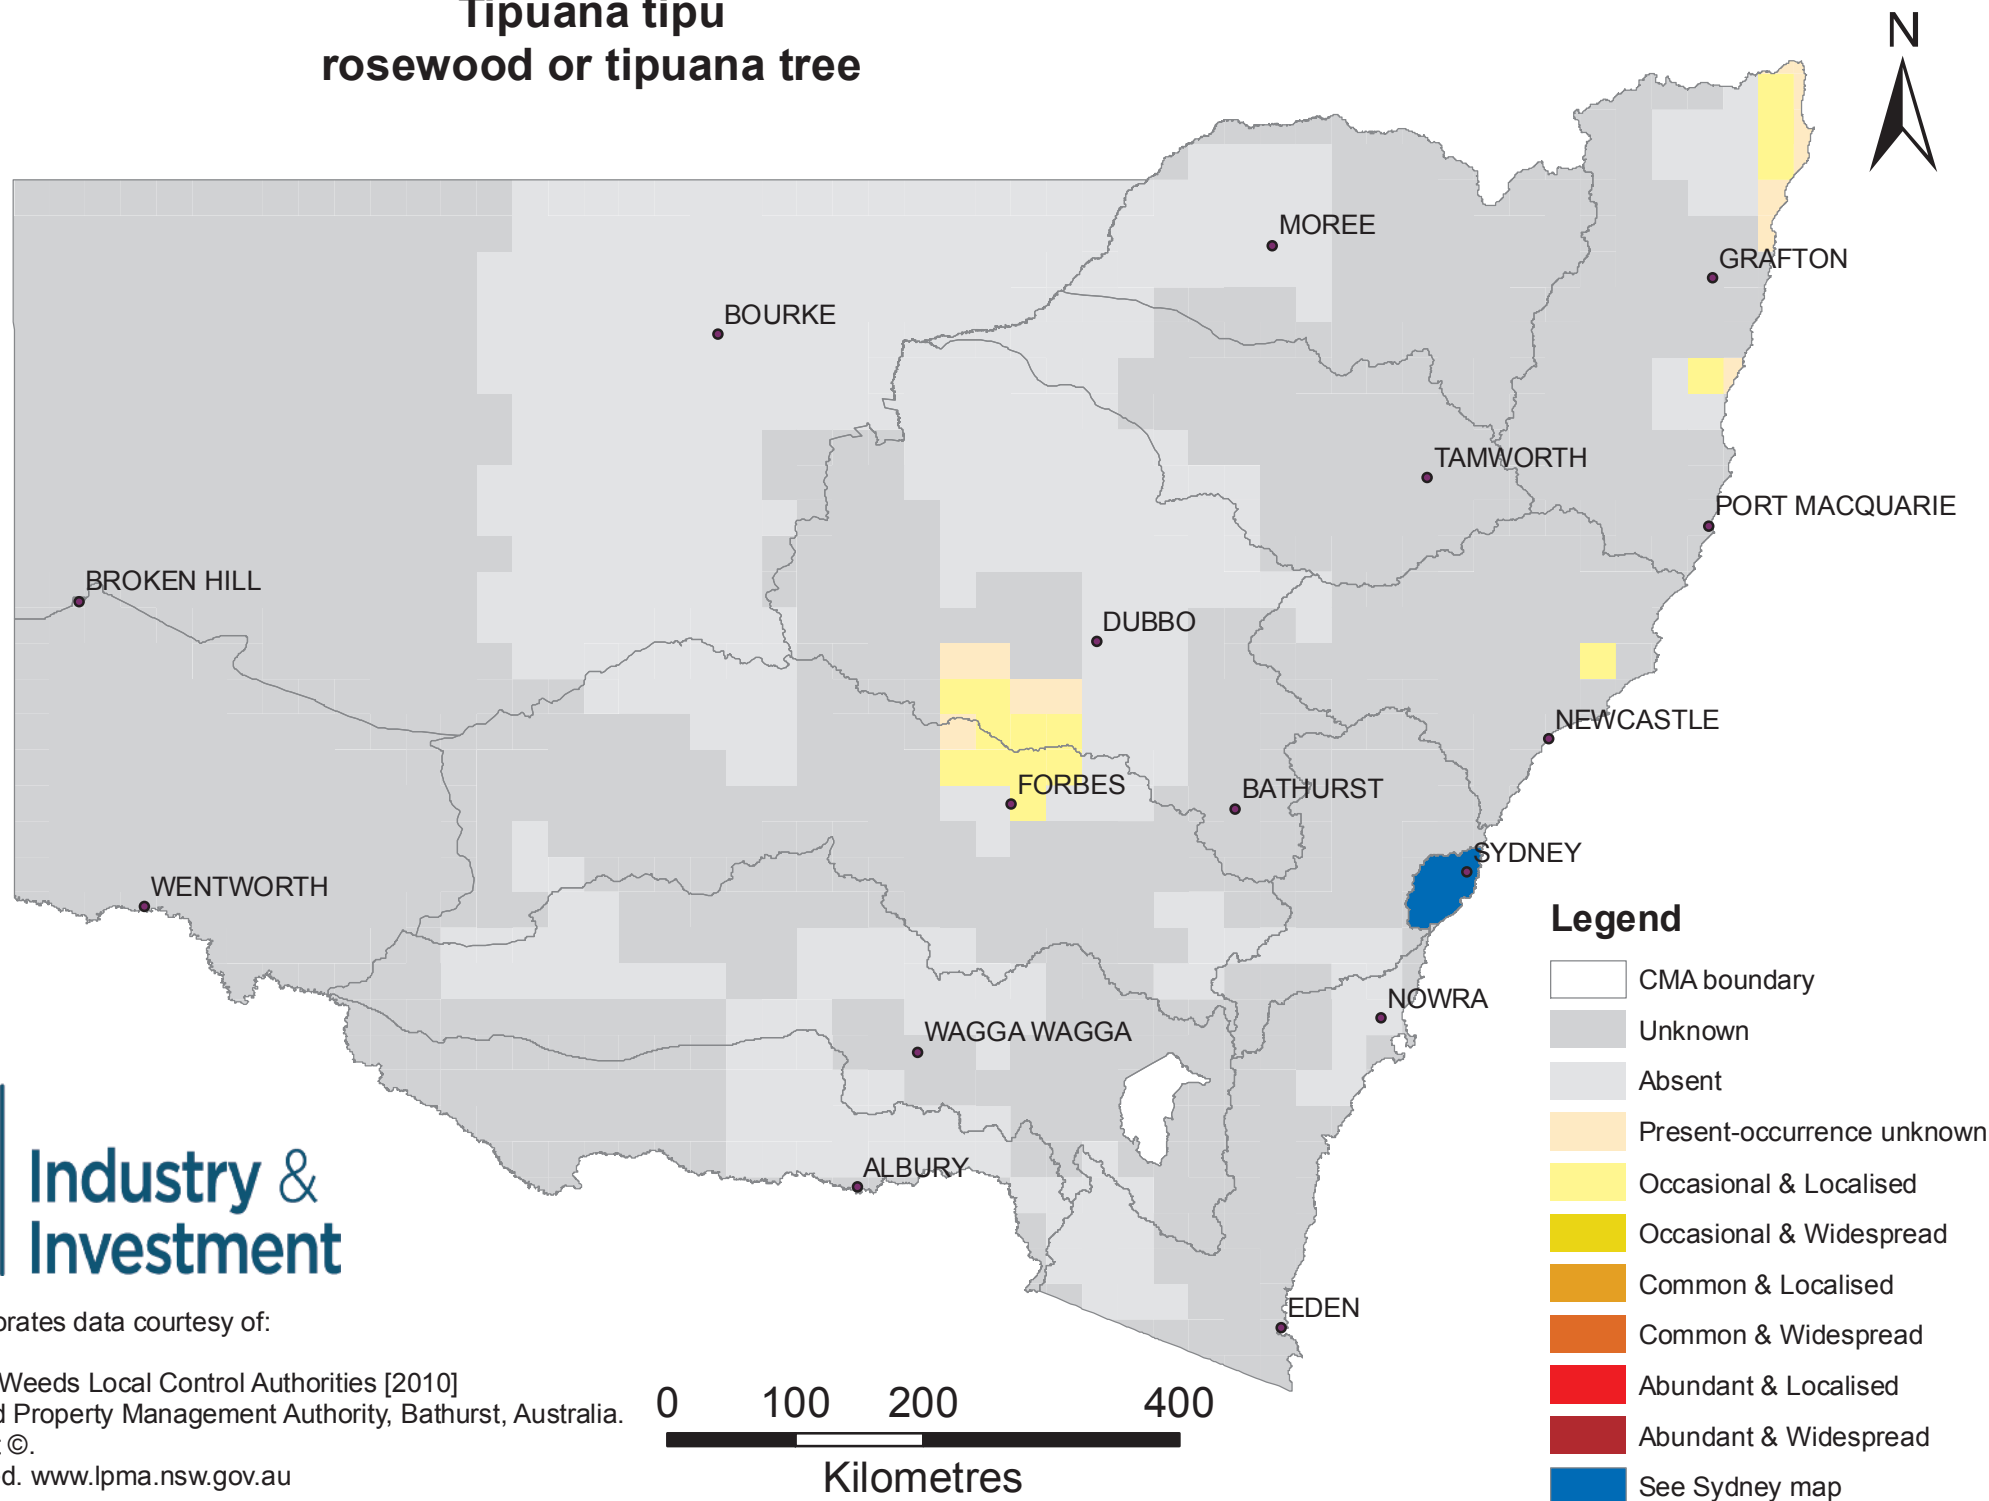 Tipuana tipu
rosewood or tipuana tree
N
MOREE
GRAFTON
BOURKE
TAMWORTH
PORT MACQUARIE
BROKEN HILL
DUBBO
NEWCASTLE
FORBES
BATHURST
SYDNEY
WENTWORTH
NOWRA
WAGGA WAGGA
ALBURY
EDEN
Legend
CMA boundary
Unknown
Absent
Present-occurrence unknown
Occasional & Localised
Occasional & Widespread
Common & Localised
Common & Widespread
Abundant & Localised
Abundant & Widespread
See Sydney map
Industry &
Investment
data courtesy of:
Weeds Local Control Authorities [2010]
Property Management Authority, Bathurst, Australia.
©.
www.lpma.nsw.gov.au
0 100 200 400
Kilometres